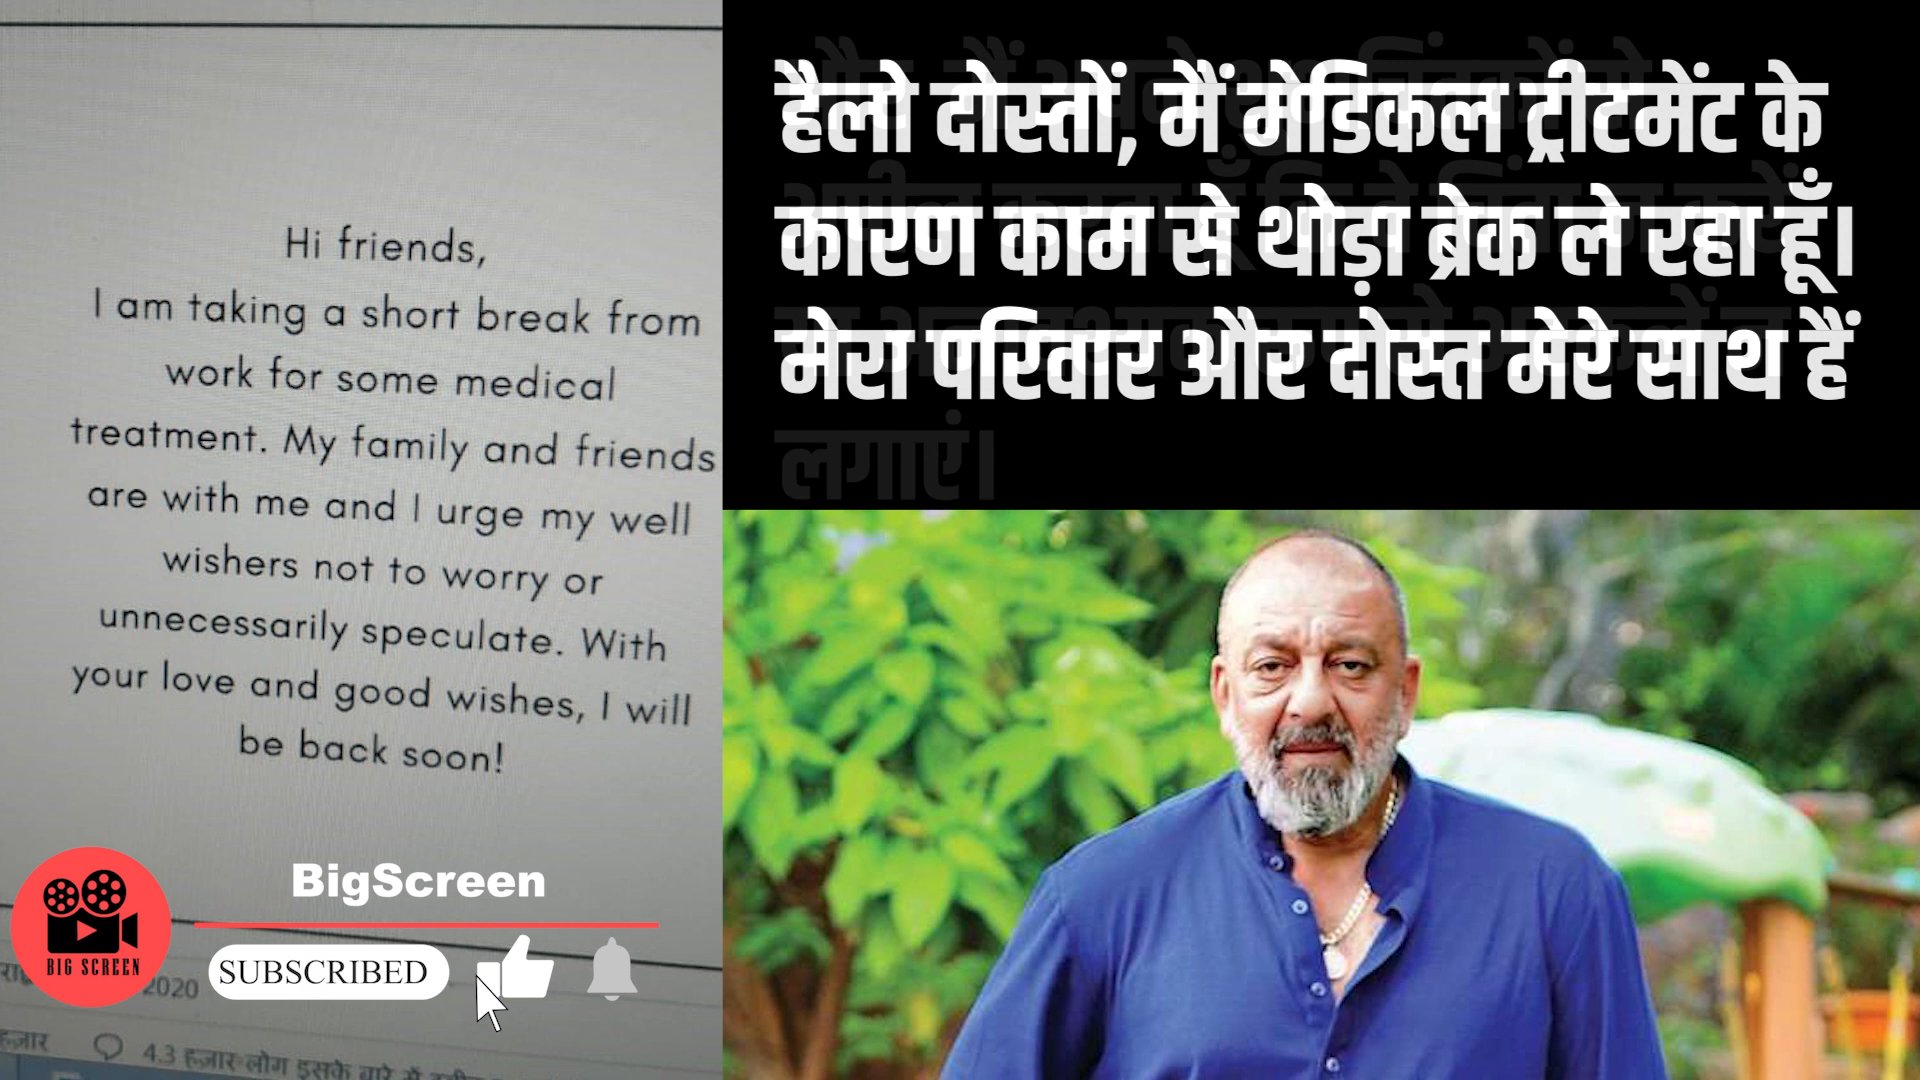 Hi friends,
I am taking a short break from
work for some medical
treatment. My family and friends
are with me and I urge my well
wishers not to worry or
unnecessarily speculate. With
your love and good wishes, I will
be back soon!
हैलो दोस्तों, मैं मेडिकल ट्रीटमेंट के
कारण काम से थोड़ा ब्रेक ले रहा हूँ।
मेरा परिवार और दोस्त मेरे साथ हैं
लगाएं।
BigScreen
BIG SCREEN
SUBSCRIBED
2020
4.3 हज़ार लोग इसके बारे में